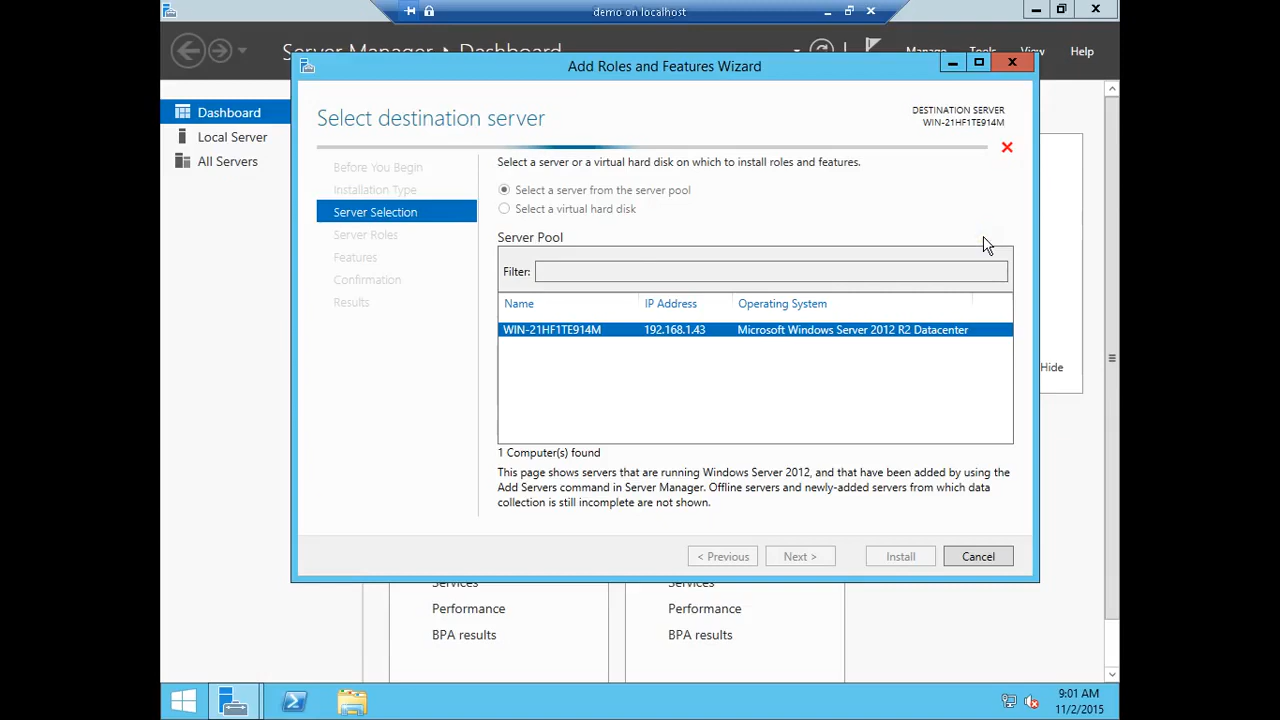 demo on localhost
Server Manager ▸ Dashboard
Manage Tools View Help
Add Roles and Features Wizard
Dashboard
Local Server
All Servers
Select destination server
DESTINATION SERVER
WIN-21HF1TE914M
Before You Begin
Installation Type
Server Selection
Server Roles
Features
Confirmation
Results
Select a server or a virtual hard disk on which to install roles and features.
Select a server from the server pool
Select a virtual hard disk
Server Pool
Filter:
Name IP Address Operating System
WIN-21HF1TE914M 192.168.1.43 Microsoft Windows Server 2012 R2 Datacenter
1 Computer(s) found
This page shows servers that are running Windows Server 2012, and that have been added by using the
Add Servers command in Server Manager. Offline servers and newly-added servers from which data
collection is still incomplete are not shown.
< Previous Next > Install Cancel
Hide
Services Services
Performance Performance
BPA results BPA results
9:01 AM
11/2/2015